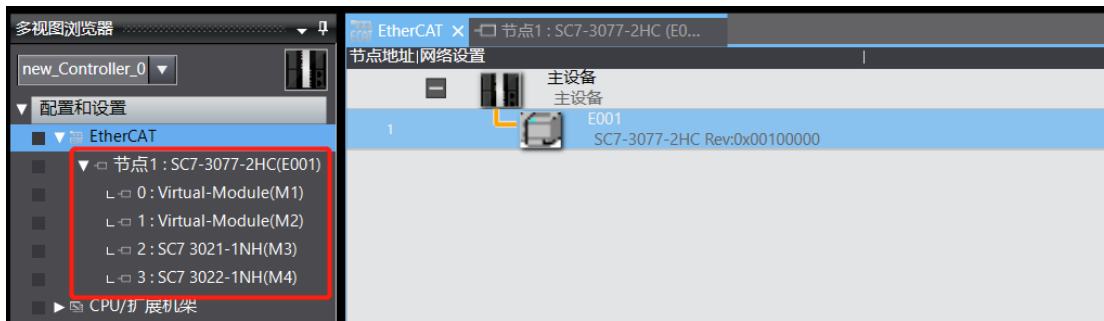 多视图浏览器
new_Controller_0
配置和设置
EtherCAT
节点1 : SC7-3077-2HC(E001)
0 : Virtual-Module(M1)
1 : Virtual-Module(M2)
2 : SC7 3021-1NH(M3)
3 : SC7 3022-1NH(M4)
CPU/扩展机架
EtherCAT
节点1 : SC7-3077-2HC (E0...
节点地址|网络设置
主设备
主设备
1
E001
SC7-3077-2HC Rev:0x00100000